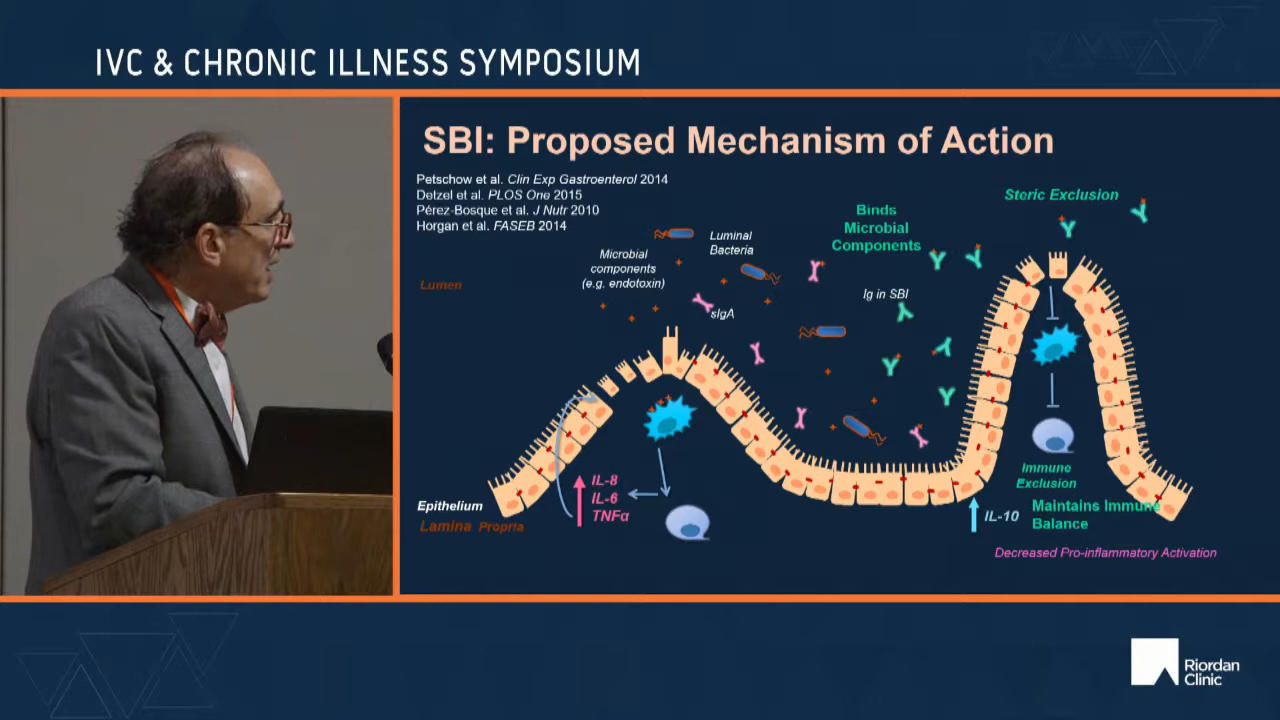 IVC & CHRONIC ILLNESS SYMPOSIUM
SBI: Proposed Mechanism of Action
Petschow et al. Clin Exp Gastroenterol 2014
Detzel et al. PLOS One 2015
Pérez-Bosque et al. J Nutr 2010
Horgan et al. FASEB 2014
Steric Exclusion
Binds
Microbial
Components
Luminal
Bacteria
Microbial
components
(e.g. endotoxin)
Lumen
Ig in SBI
sIgA
IL-8
IL-6
TNFα
Epithelium
Lamina Propria
Immune
Exclusion
IL-10
Maintains Immune
Balance
Decreased Pro-inflammatory Activation
Riordan
Clinic